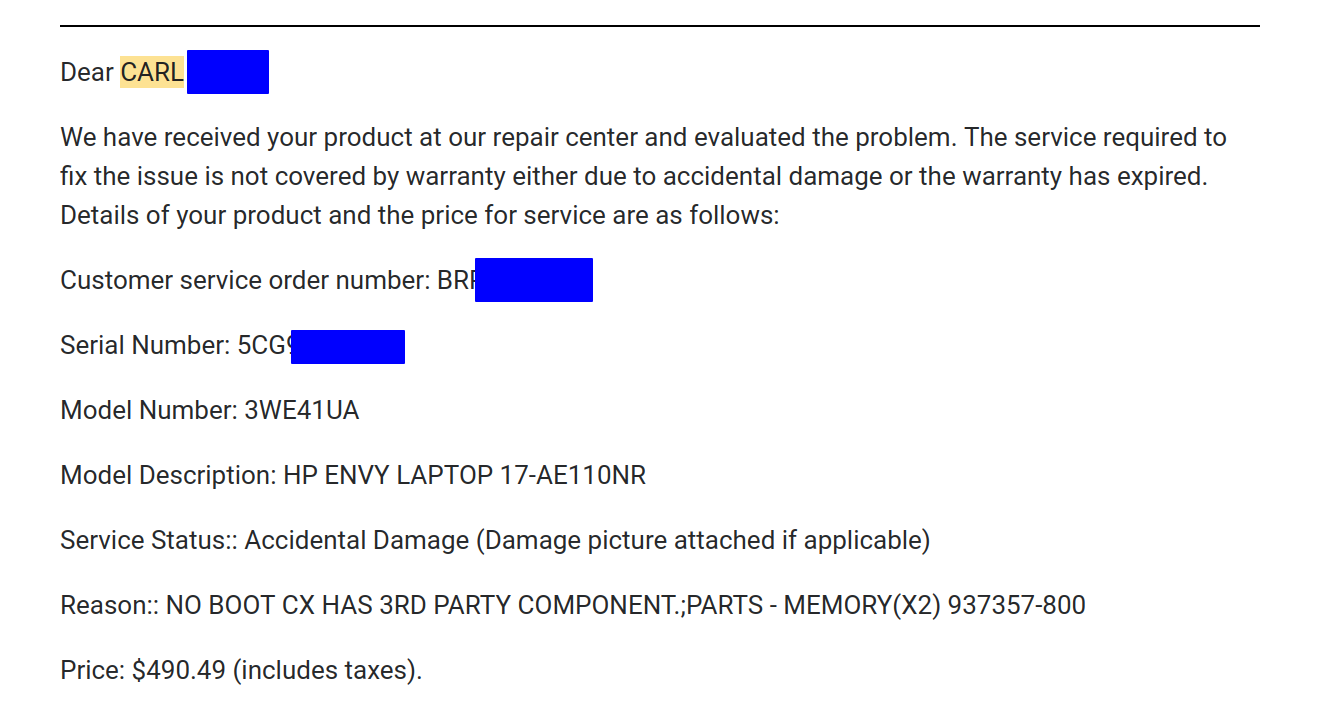 Dear CARL
We have received your product at our repair center and evaluated the problem. The service required to
fix the issue is not covered by warranty either due to accidental damage or the warranty has expired.
Details of your product and the price for service are as follows:
Customer service order number: BR
Serial Number: 5CG9
Model Number: 3WE41UA
Model Description: HP ENVY LAPTOP 17-AE110NR
Service Status:: Accidental Damage (Damage picture attached if applicable)
Reason:: NO BOOT CX HAS 3RD PARTY COMPONENT.;PARTS - MEMORY(X2) 937357-800
Price: $490.49 (includes taxes).